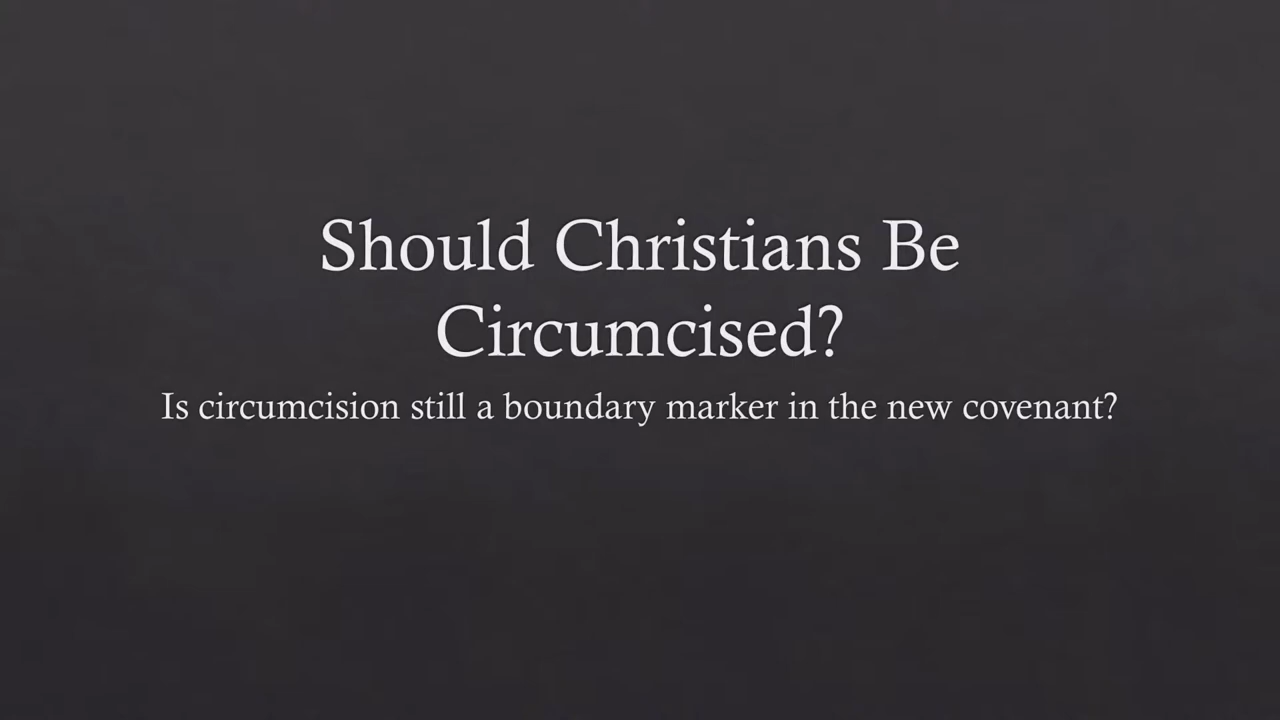 Should Christians Be
Circumcised?
Is circumcision still a boundary marker in the new covenant?